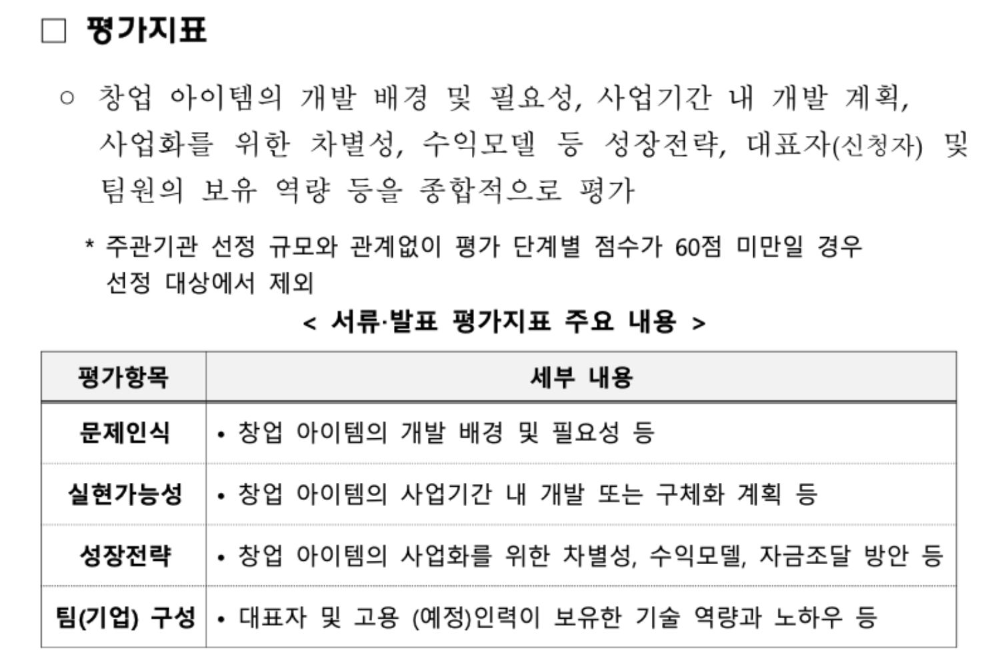 □ 평가지표
○ 창업 아이템의 개발 배경 및 필요성, 사업기간 내 개발 계획,
사업화를 위한 차별성, 수익모델 등 성장전략, 대표자(신청자) 및
팀원의 보유 역량 등을 종합적으로 평가
* 주관기관 선정 규모와 관계없이 평가 단계별 점수가 60점 미만일 경우
선정 대상에서 제외
< 서류·발표 평가지표 주요 내용 >
평가항목 세부 내용
문제인식 • 창업 아이템의 개발 배경 및 필요성 등
실현가능성 • 창업 아이템의 사업기간 내 개발 또는 구체화 계획 등
성장전략 • 창업 아이템의 사업화를 위한 차별성, 수익모델, 자금조달 방안 등
팀(기업) 구성 • 대표자 및 고용 (예정)인력이 보유한 기술 역량과 노하우 등